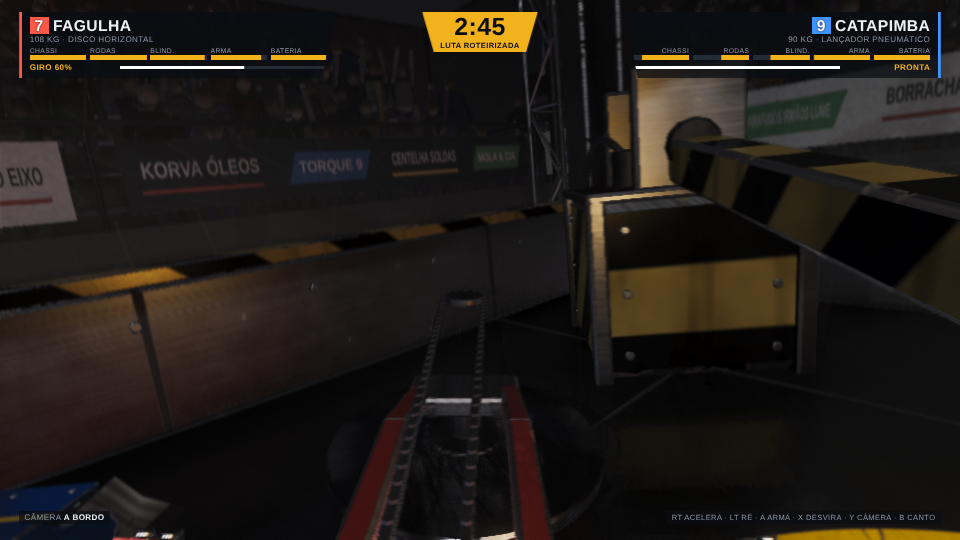 7 FAGULHA
108 KG · DISCO HORIZONTAL
CHASSI RODAS BLIND. ARMA BATERIA
GIRO 60%
2:45
LUTA ROTEIRIZADA
9 CATAPIMBA
90 KG · LANÇADOR PNEUMÁTICO
CHASSI RODAS BLIND. ARMA BATERIA
PRONTA
BORRACHA
O EIXO
KORVA ÓLEOS
TORQUE 9
CENTELHA SOLDAS
MOLA & CIA
CÂMERA A BORDO
RT ACELERA · LT RÉ · A ARMA · X DESVIRA · Y CÂMERA · B CANTO